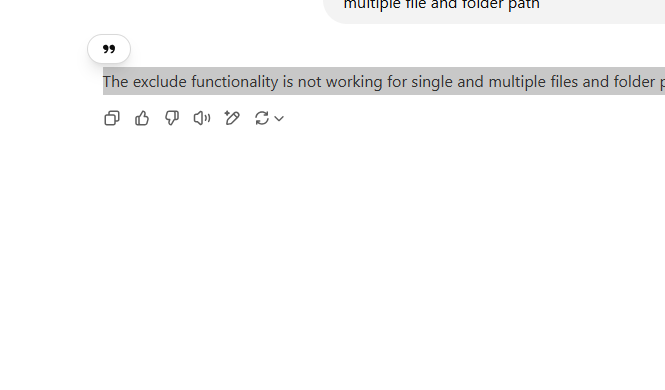 multiple file and folder path
The exclude functionality is not working for single and multiple files and folder